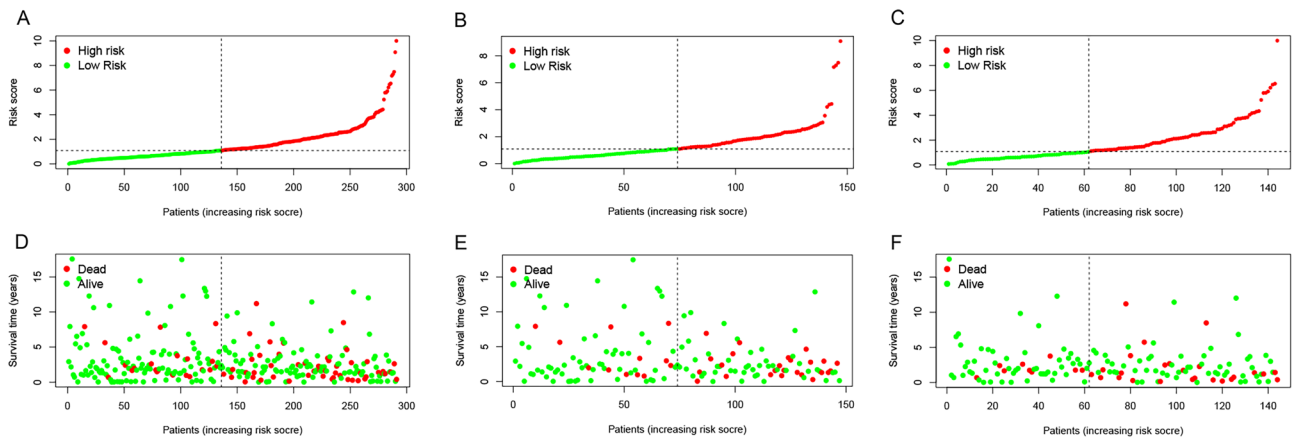 A
Risk score
10
8
6
4
2
0
High risk
Low Risk
0 50 100 150 200 250 300
Patients (increasing risk socre)
B
Risk score
8
6
4
2
0
High risk
Low Risk
0 50 100 150
Patients (increasing risk socre)
C
Risk score
10
8
6
4
2
0
High risk
Low Risk
0 20 40 60 80 100 120 140
Patients (increasing risk socre)
D
Survival time (years)
15
10
5
0
Dead
Alive
0 50 100 150 200 250 300
Patients (increasing risk socre)
E
Survival time (years)
15
10
5
0
Dead
Alive
0 50 100 150
Patients (increasing risk socre)
F
Survival time (years)
15
10
5
0
Dead
Alive
0 20 40 60 80 100 120 140
Patients (increasing risk socre)